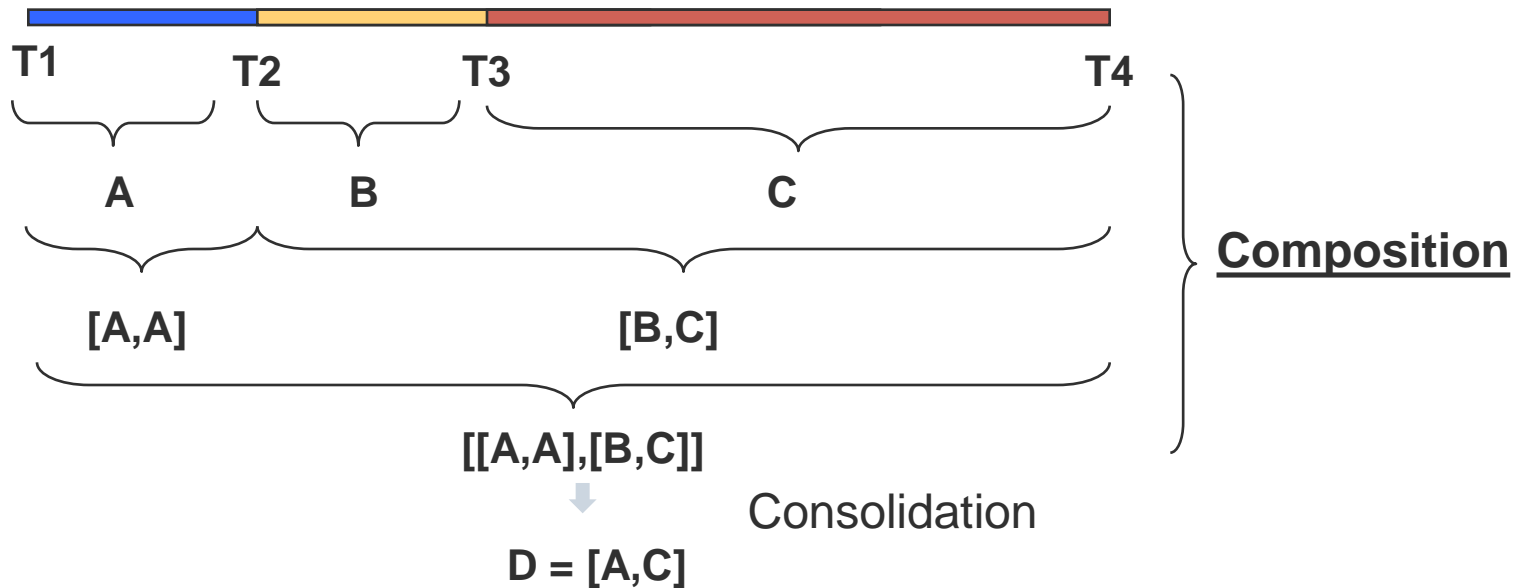 T1 T2 T3 T4
A B C
Composition
[A,A] [B,C]
[[A,A],[B,C]]
Consolidation
D = [A,C]